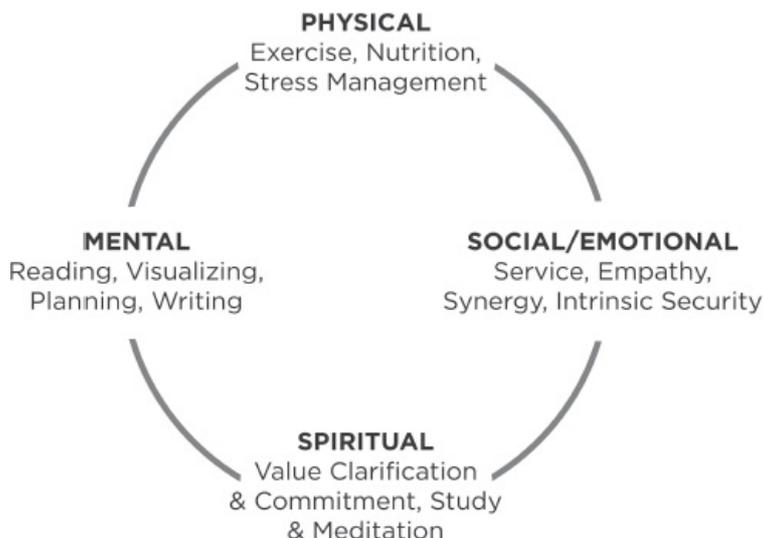 PHYSICAL
Exercise, Nutrition,
Stress Management
MENTAL
Reading, Visualizing,
Planning, Writing
SOCIAL/EMOTIONAL
Service, Empathy,
Synergy, Intrinsic Security
SPIRITUAL
Value Clarification
& Commitment, Study
& Meditation